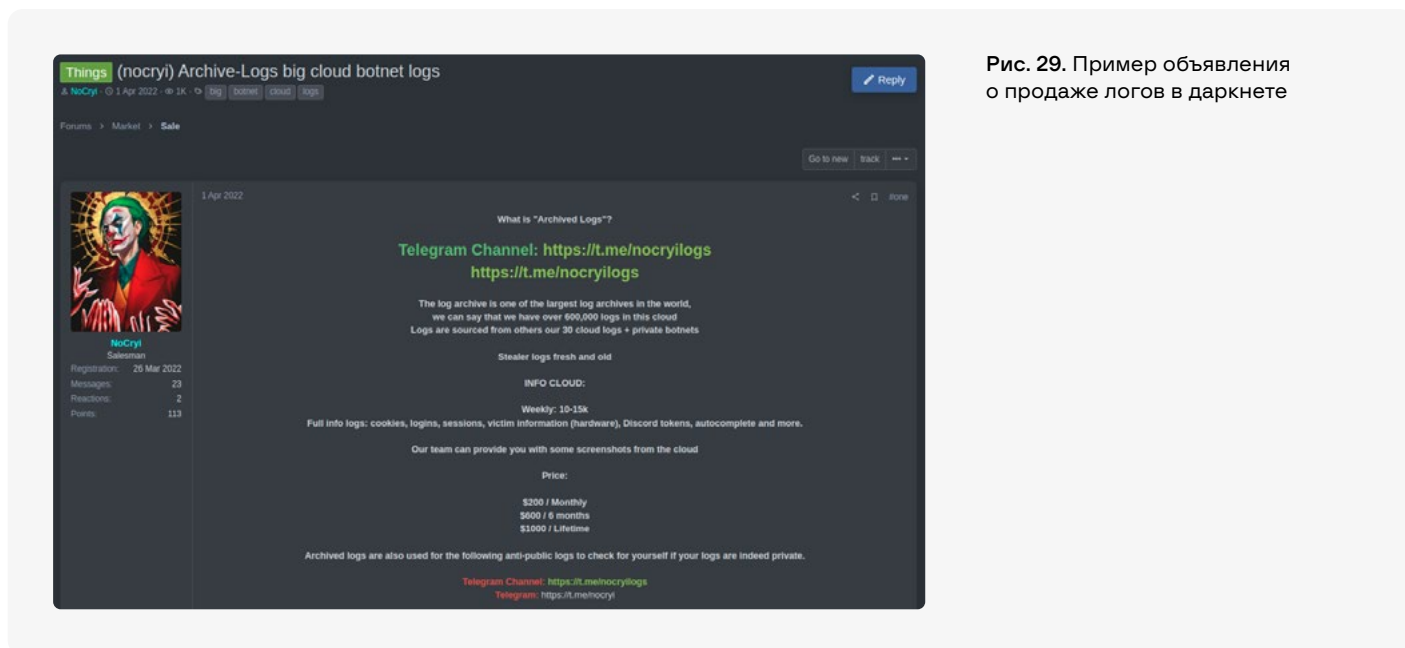 Things (nocryi) Archive-Logs big cloud botnet logs
NoCryi · 1 Apr 2022 · 1K · big botnet cloud logs
Reply
Forums > Market > Sale
Go to new track
1 Apr 2022
#one
What is "Archived Logs"?
Telegram Channel: https://t.me/nocryilogs
https://t.me/nocryilogs
The log archive is one of the largest log archives in the world,
we can say that we have over 600,000 logs in this cloud
Logs are sourced from others our 30 cloud logs + private botnets
Stealer logs fresh and old
INFO CLOUD:
Weekly: 10-15k
Full info logs: cookies, logins, sessions, victim information (hardware), Discord tokens, autocomplete and more.
Our team can provide you with some screenshots from the cloud
Price:
$200 / Monthly
$600 / 6 months
$1000 / Lifetime
Archived logs are also used for the following anti-public logs to check for yourself if your logs are indeed private.
Telegram Channel: https://t.me/nocryilogs
Telegram: https://t.me/nocryi
NoCryi
Salesman
Registration: 26 Mar 2022
Messages: 23
Reactions: 2
Points: 113
Рис. 29. Пример объявления
о продаже логов в даркнете